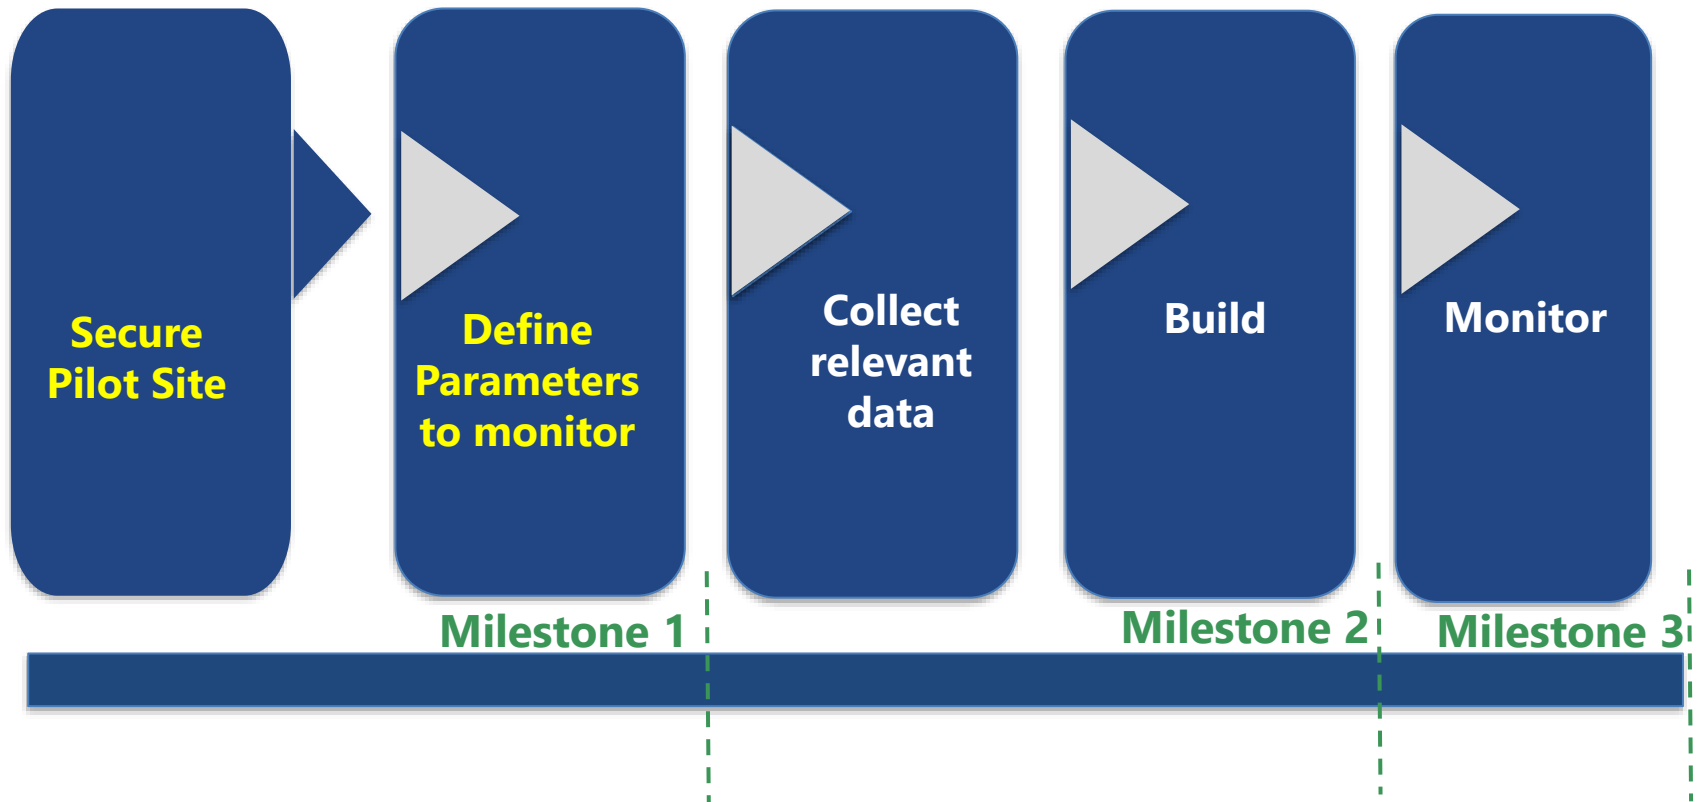 Secure
Pilot Site
Define
Parameters
to monitor
Collect
relevant
data
Build
Monitor
Milestone 1
Milestone 2
Milestone 3